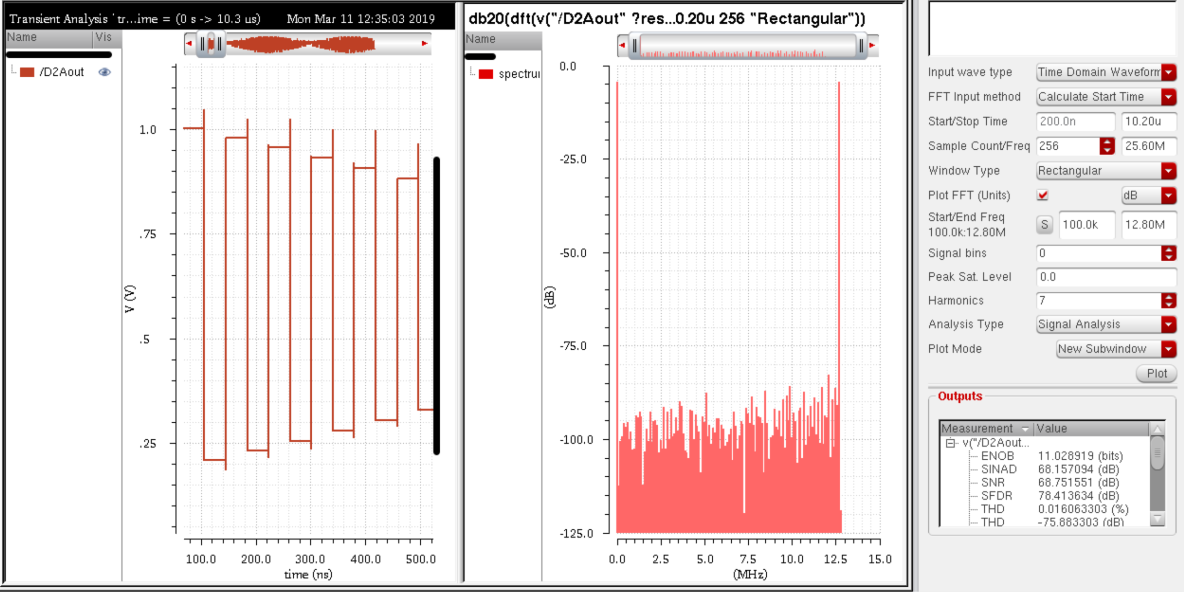 Transient Analysis `tr...ime = (0 s -> 10.3 us) Mon Mar 11 12:35:03 2019
Name Vis
/D2Aout
1.0
.75
.5
.25
V (V)
100.0 200.0 300.0 400.0 500.0
time (ns)
db20(dft(v("/D2Aout" ?res...0.20u 256 "Rectangular"))
Name
spectru
0.0
-25.0
-50.0
-75.0
-100.0
-125.0
(dB)
0.0 2.5 5.0 7.5 10.0 12.5 15.0
(MHz)
Input wave type Time Domain Waveform
FFT Input method Calculate Start Time
Start/Stop Time 200.0n 10.20u
Sample Count/Freq 256 25.60M
Window Type Rectangular
Plot FFT (Units) dB
Start/End Freq
100.0k:12.80M S 100.0k 12.80M
Signal bins 0
Peak Sat. Level 0.0
Harmonics 7
Analysis Type Signal Analysis
Plot Mode New Subwindow
Plot
Outputs
Measurement Value
v("/D2Aout...
ENOB 11.028919 (bits)
SINAD 68.157094 (dB)
SNR 68.751551 (dB)
SFDR 78.413634 (dB)
THD 0.016063303 (%)
THD -75.883303 (dB)